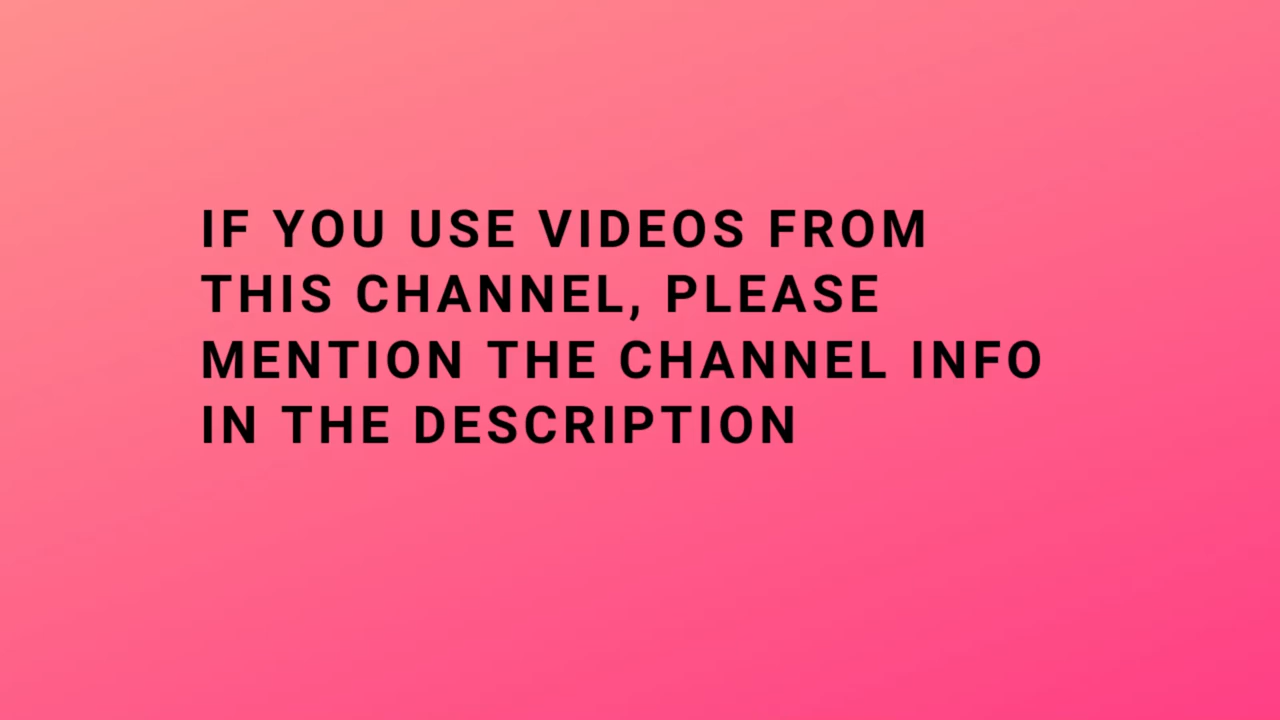 IF YOU USE VIDEOS FROM
THIS CHANNEL, PLEASE
MENTION THE CHANNEL INFO
IN THE DESCRIPTION